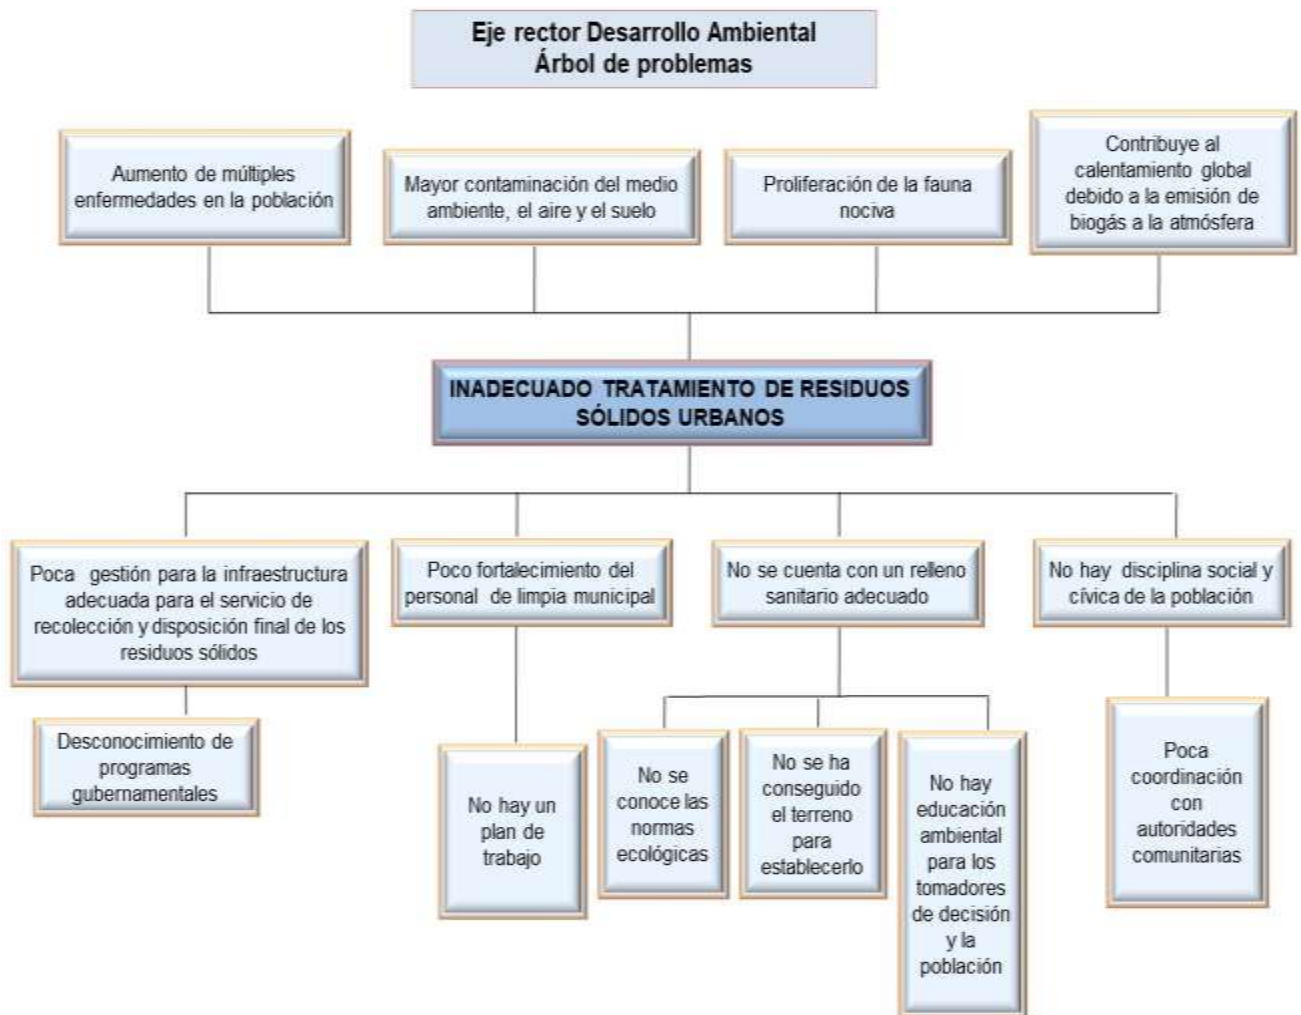 Eje rector Desarrollo Ambiental
Árbol de problemas
Aumento de múltiples
enfermedades en la población
Mayor contaminación del medio
ambiente, el aire y el suelo
Proliferación de la fauna
nociva
Contribuye al
calentamiento global
debido a la emisión de
biogás a la atmósfera
INADECUADO TRATAMIENTO DE RESIDUOS
SÓLIDOS URBANOS
Poca gestión para la infraestructura
adecuada para el servicio de
recolección y disposición final de los
residuos sólidos
Poco fortalecimiento del
personal de limpia municipal
No se cuenta con un relleno
sanitario adecuado
No hay disciplina social y
cívica de la población
Desconocimiento de
programas
gubernamentales
No hay un
plan de
trabajo
No se
conoce las
normas
ecológicas
No se ha
conseguido
el terreno
para
establecerlo
No hay
educación
ambiental
para los
tomadores
de decisión
y la
población
Poca
coordinación
con
autoridades
comunitarias